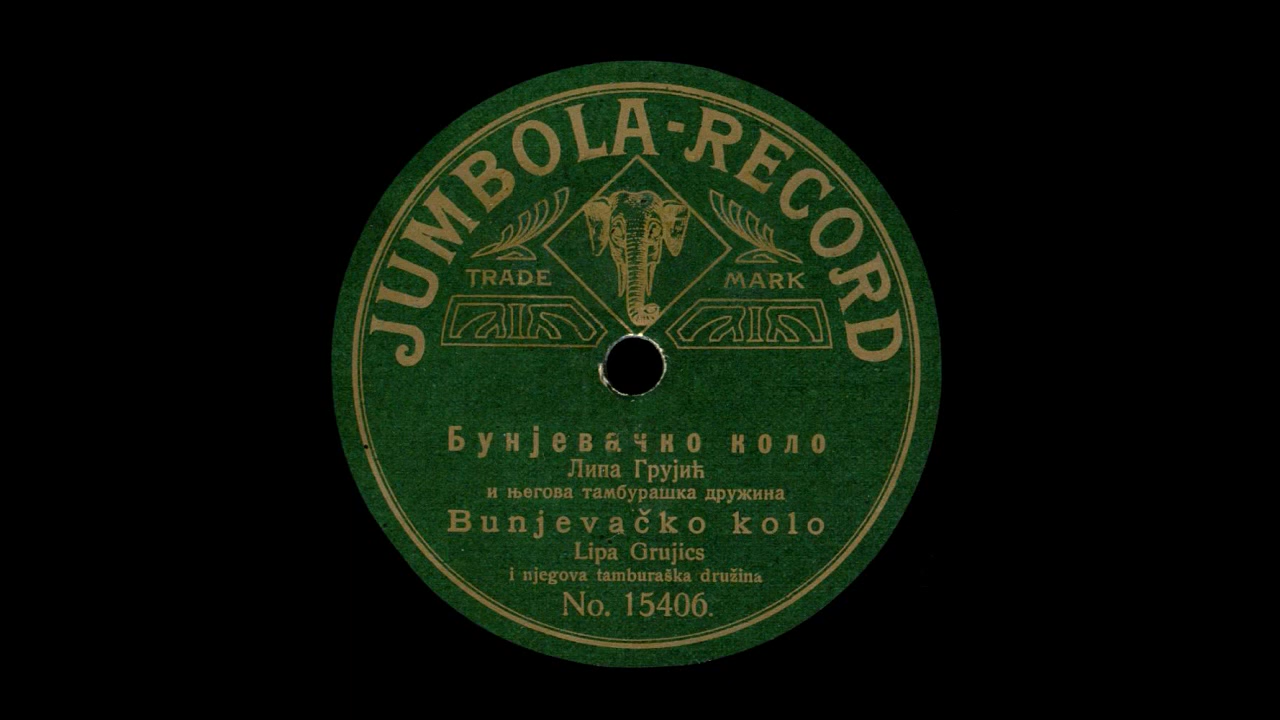 JUMBOLA-RECORD
TRADE MARK
Бунјевачко коло
Липа Грујић
и његова тамбурашка дружина
Bunjevačko kolo
Lipa Grujics
i njegova tamburaška družina
No. 15406.